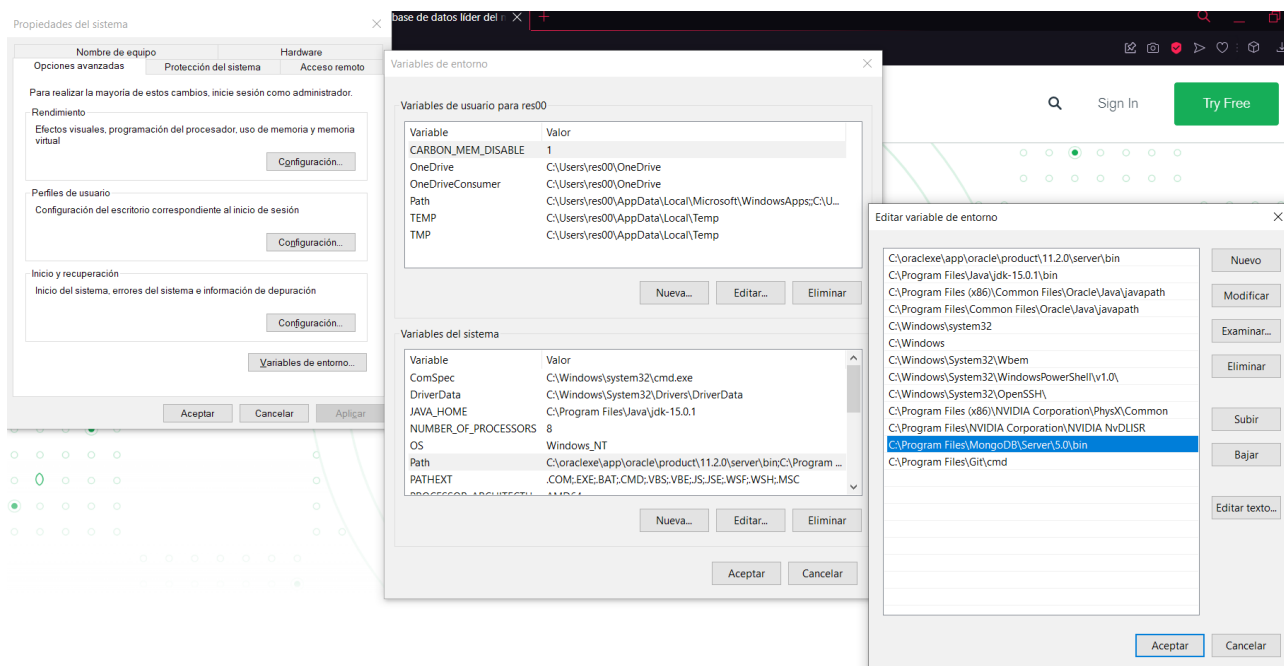 Propiedades del sistema
Nombre de equipo
Hardware
Opciones avanzadas
Protección del sistema
Acceso remoto
Para realizar la mayoría de estos cambios, inicie sesión como administrador.
Rendimiento
Efectos visuales, programación del procesador, uso de memoria y memoria
virtual
Configuración...
Perfiles de usuario
Configuración del escritorio correspondiente al inicio de sesión
Configuración...
Inicio y recuperación
Inicio del sistema, errores del sistema e información de depuración
Configuración...
Variables de entorno...
Aceptar
Cancelar
Aplicar
base de datos líder del
Variables de entorno
Variables de usuario para res00
Variable Valor
CARBON_MEM_DISABLE 1
OneDrive C:\Users\res00\OneDrive
OneDriveConsumer C:\Users\res00\OneDrive
Path C:\Users\res00\AppData\Local\Microsoft\WindowsApps;;C:\U...
TEMP C:\Users\res00\AppData\Local\Temp
TMP C:\Users\res00\AppData\Local\Temp
Nueva...
Editar...
Eliminar
Variables del sistema
Variable Valor
ComSpec C:\Windows\system32\cmd.exe
DriverData C:\Windows\System32\Drivers\DriverData
JAVA_HOME C:\Program Files\Java\jdk-15.0.1
NUMBER_OF_PROCESSORS 8
OS Windows_NT
Path C:\oraclexe\app\oracle\product\11.2.0\server\bin;C:\Program ...
PATHEXT .COM;.EXE;.BAT;.CMD;.VBS;.VBE;.JS;.JSE;.WSF;.WSH;.MSC
Nueva...
Editar...
Eliminar
Aceptar
Cancelar
Sign In
Try Free
Editar variable de entorno
C:\oraclexe\app\oracle\product\11.2.0\server\bin
C:\Program Files\Java\jdk-15.0.1\bin
C:\Program Files (x86)\Common Files\Oracle\Java\javapath
C:\Program Files\Common Files\Oracle\Java\javapath
C:\Windows\system32
C:\Windows
C:\Windows\System32\Wbem
C:\Windows\System32\WindowsPowerShell\v1.0\
C:\Windows\System32\OpenSSH\
C:\Program Files (x86)\NVIDIA Corporation\PhysX\Common
C:\Program Files\NVIDIA Corporation\NVIDIA NvDLISR
C:\Program Files\MongoDB\Server\5.0\bin
C:\Program Files\Git\cmd
Nuevo
Modificar
Examinar...
Eliminar
Subir
Bajar
Editar texto...
Aceptar
Cancelar